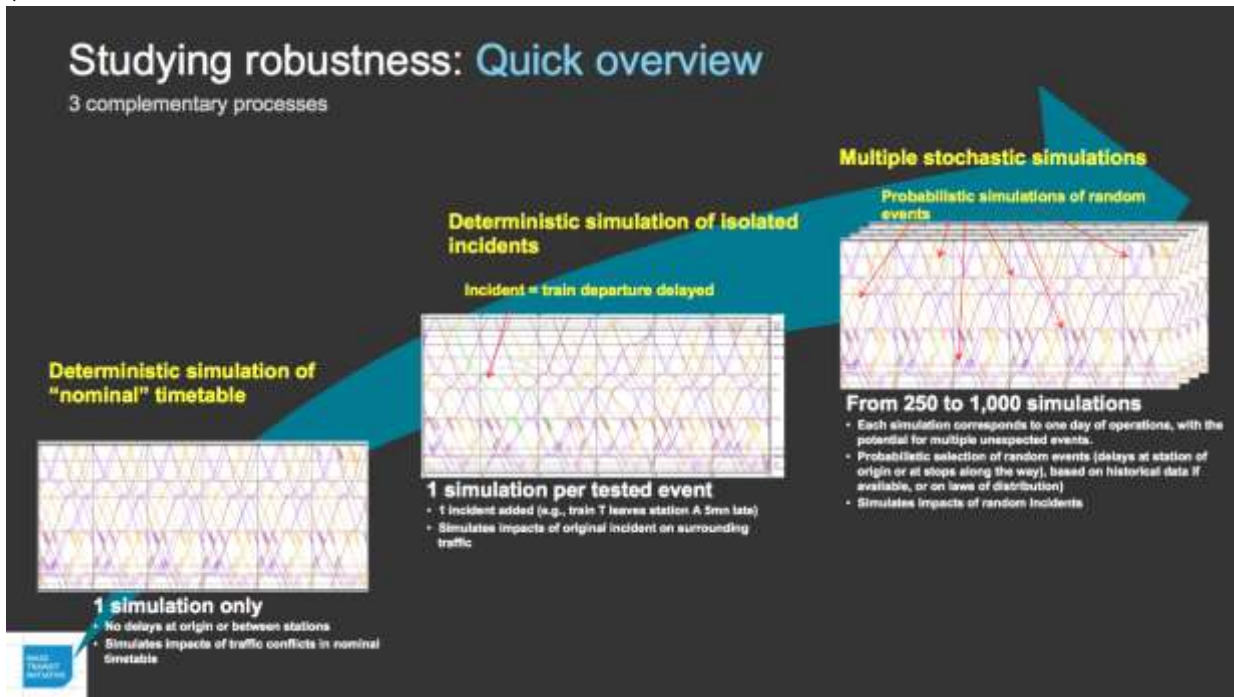 Studying robustness: Quick overview
3 complementary processes
Multiple stochastic simulations
Probabilistic simulations of random
events
Deterministic simulation of isolated
incidents
Incident = train departure delayed
Deterministic simulation of
“nominal” timetable
From 250 to 1,000 simulations
• Each simulation corresponds to one day of operations, with the
potential for multiple unexpected events.
• Probabilistic selection of random events (delays at station of
origin or at stops along the way), based on historical data if
available, or on laws of distribution)
• Simulates impacts of random incidents
1 simulation per tested event
• 1 incident added (e.g., train T leaves station A 5mn late)
• Simulates impacts of original incident on surrounding
traffic
1 simulation only
• No delays at origin or between stations
• Simulates impacts of traffic conflicts in nominal
timetable
MASS
TRANSIT
INITIATIVE